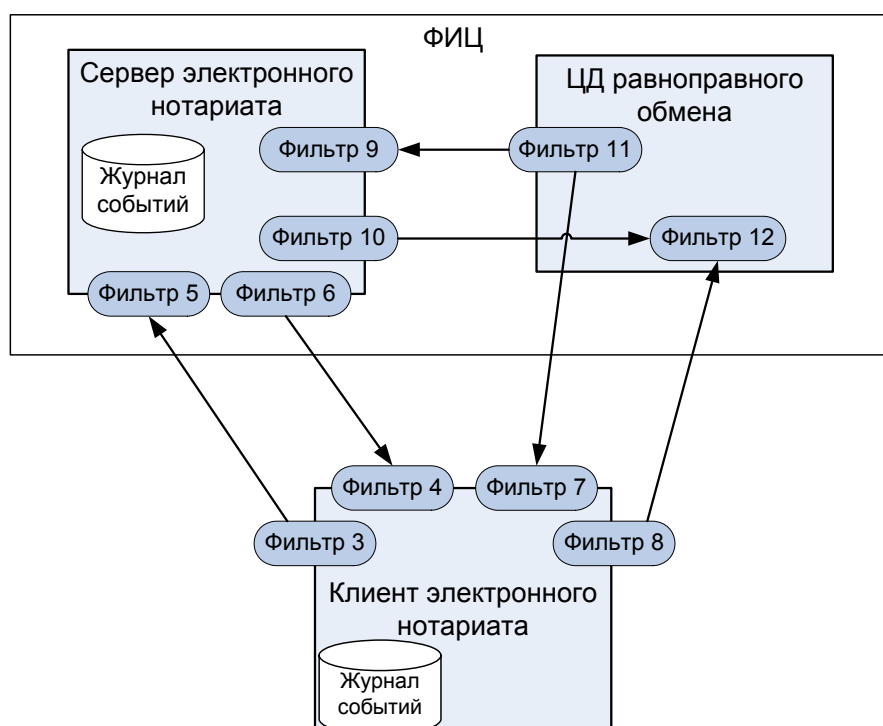 ФИЦ
Сервер электронного
нотариата
ЦД равноправного
обмена
Фильтр 9
Фильтр 11
Журнал
событий
Фильтр 10
Фильтр 12
Фильтр 5
Фильтр 6
Фильтр 4
Фильтр 7
Фильтр 3
Фильтр 8
Клиент электронного
нотариата
Журнал
событий